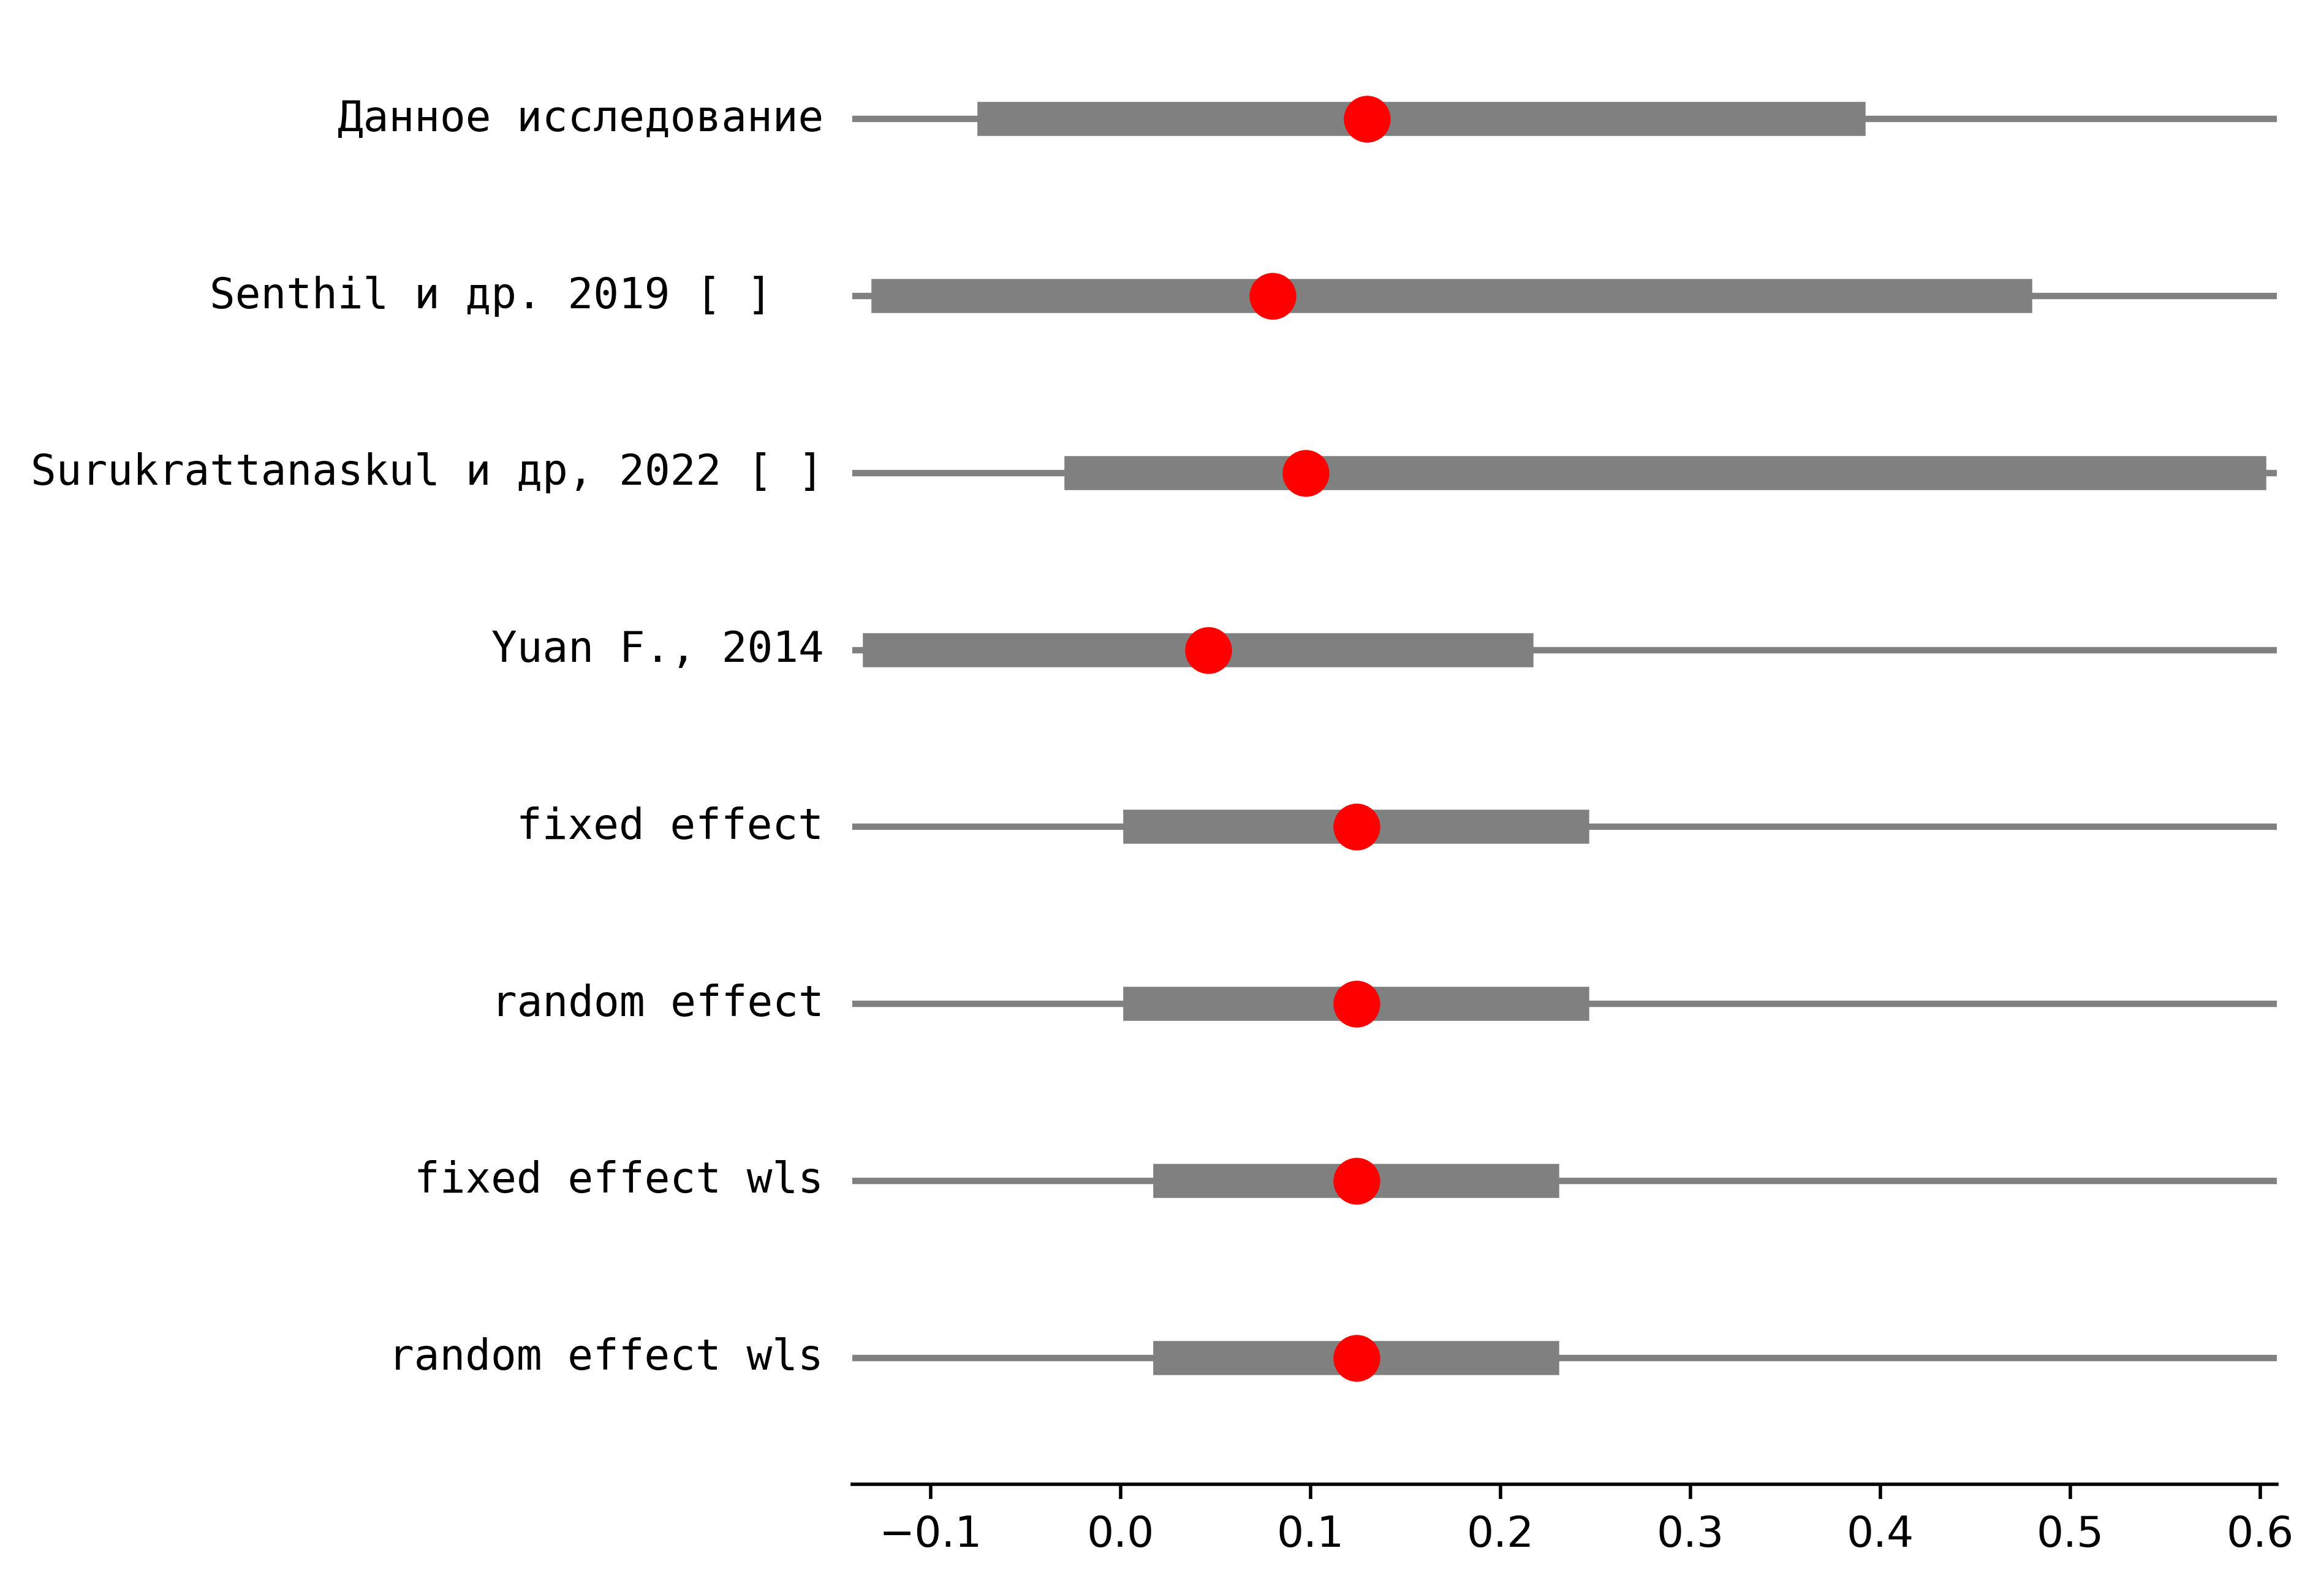 Данное исследование
Senthil и др. 2019 [ ]
Surukrattanaskul и др, 2022 [ ]
Yuan F., 2014
fixed effect
random effect
fixed effect wls
random effect wls
−0.1 0.0 0.1 0.2 0.3 0.4 0.5 0.6